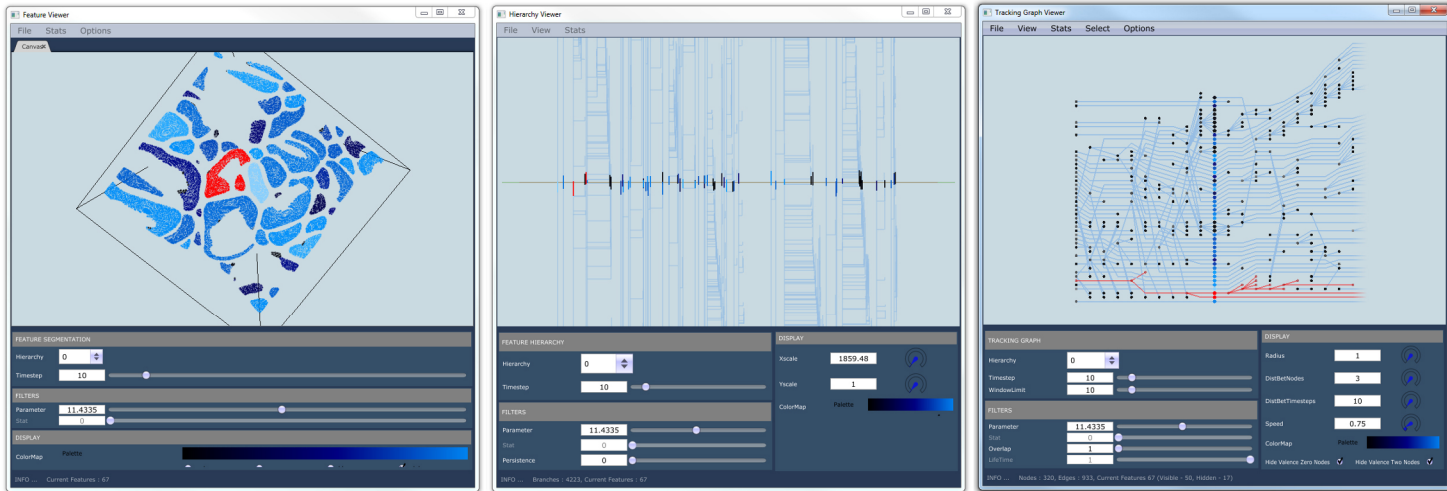 Feature Viewer
File Stats Options
Canvas
FEATURE SEGMENTATION
Hierarchy 0
Timestep 10
FILTERS
Parameter 11.4335
Stat 0
DISPLAY
ColorMap Palette
INFO ... Current Features : 67
Hierarchy Viewer
File View Stats
FEATURE HIERARCHY
Hierarchy 0
Timestep 10
FILTERS
Parameter 11.4335
Stat 0
Persistence 0
DISPLAY
Xscale 1859.48
Yscale 1
ColorMap Palette
INFO ... Branches : 4223, Current Features : 67
Tracking Graph Viewer
File View Stats Select Options
TRACKING GRAPH
Hierarchy 0
Timestep 10
WindowLimit 10
FILTERS
Parameter 11.4335
Stat 0
Overlap 1
LifeTime 1
DISPLAY
Radius 1
DistBetNodes 3
DistBetTimesteps 10
Speed 0.75
ColorMap Palette
Hide Valence Zero Nodes Hide Valence Two Nodes
INFO ... Nodes : 320, Edges : 933, Current Features 67 (Visible - 50, Hidden - 17)